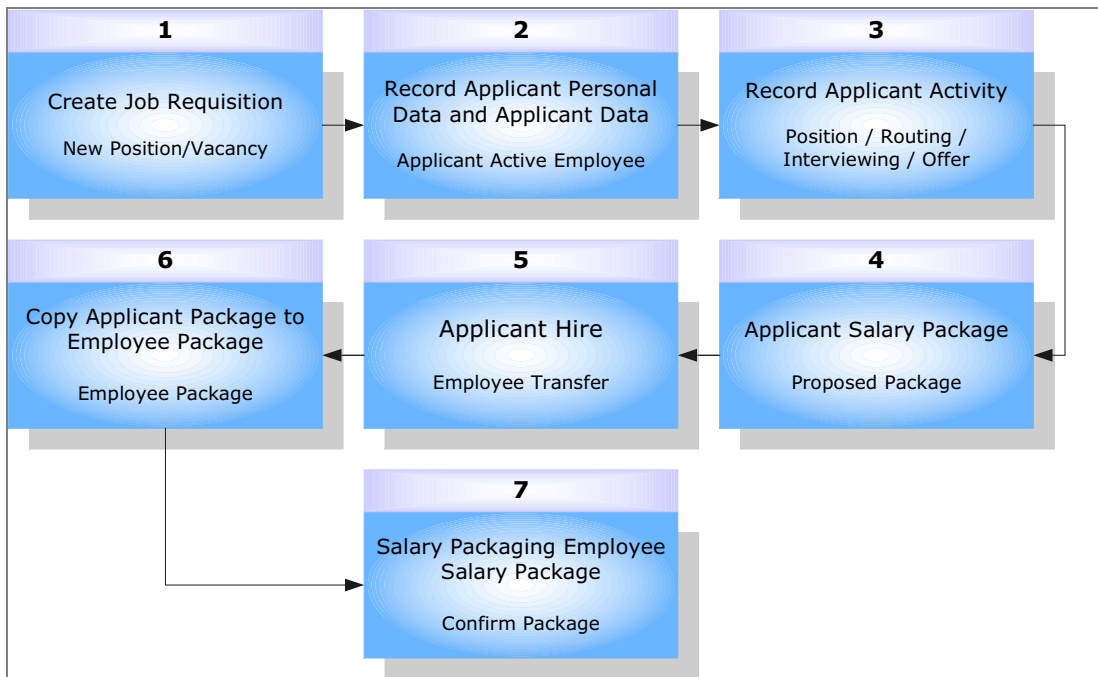 1
Create Job Requisition
New Position/Vacancy
2
Record Applicant Personal
Data and Applicant Data
Applicant Active Employee
3
Record Applicant Activity
Position / Routing /
Interviewing / Offer
4
Applicant Salary Package
Proposed Package
5
Applicant Hire
Employee Transfer
6
Copy Applicant Package to
Employee Package
Employee Package
7
Salary Packaging Employee
Salary Package
Confirm Package